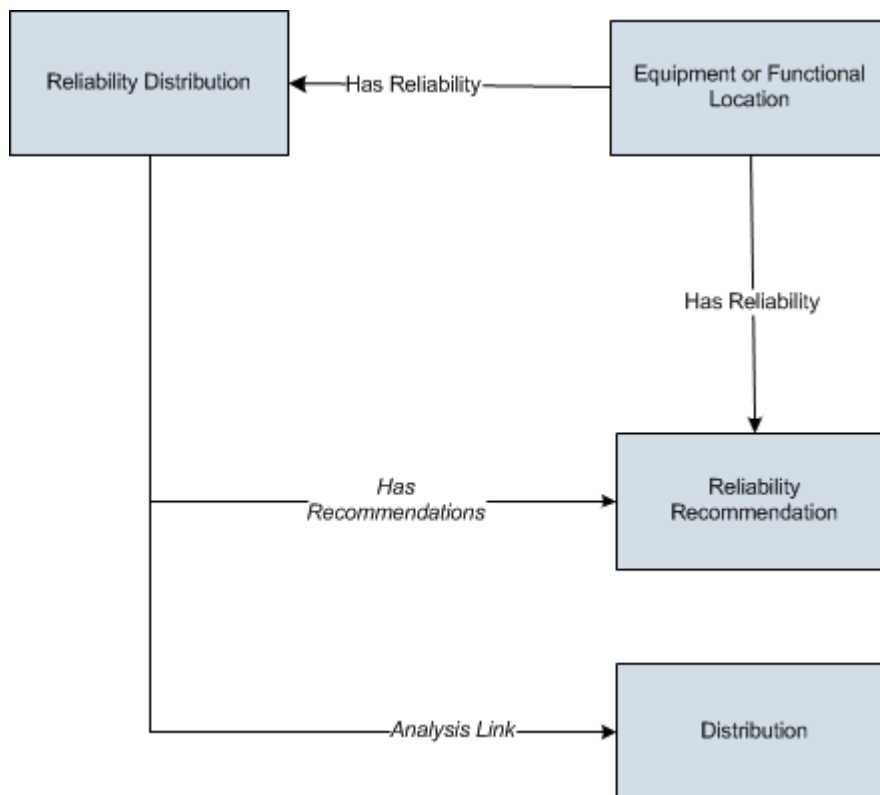 Reliability Distribution
Has Reliability
Equipment or Functional
Location
Has Reliability
Has
Recommendations
Reliability
Recommendation
Analysis Link
Distribution